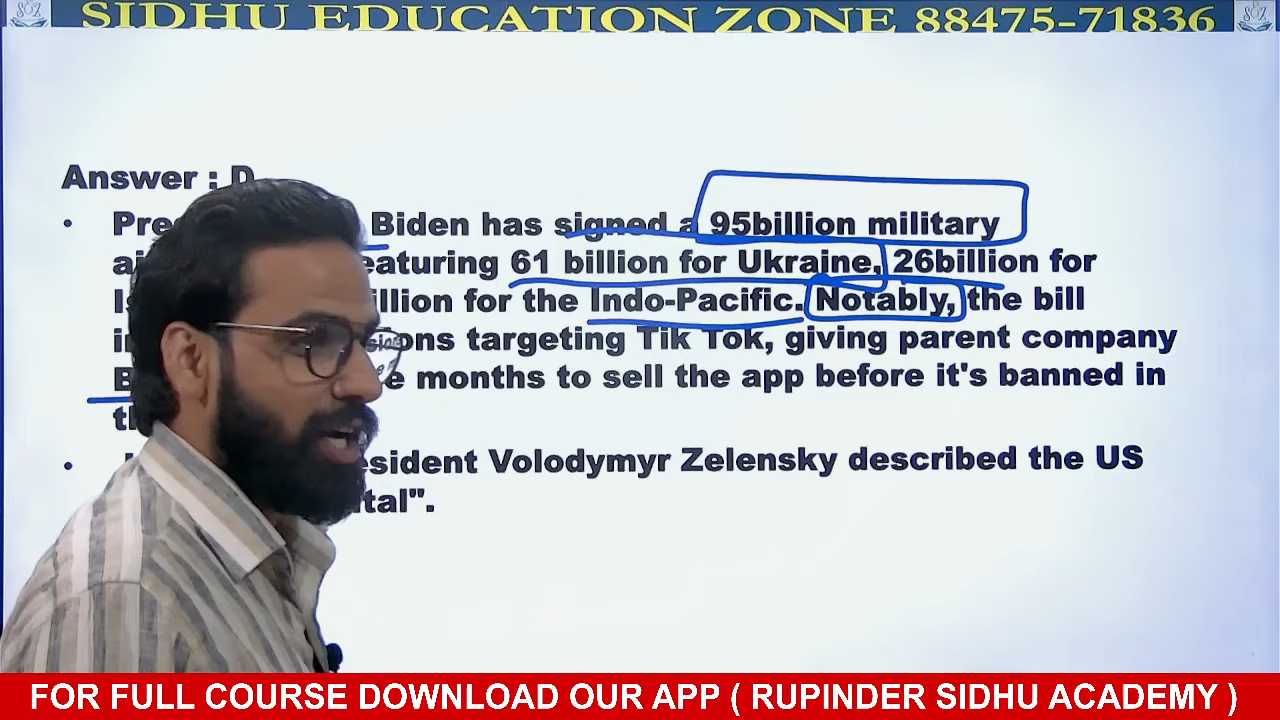 SIDHU EDUCATION ZONE 88475-71836
Answer : D
Biden has signed a 95billion military
eaturing 61 billion for Ukraine, 26billion for
illion for the Indo-Pacific. Notably, the bill
ons targeting Tik Tok, giving parent company
months to sell the app before it's banned in
esident Volodymyr Zelensky described the US
ital".
FOR FULL COURSE DOWNLOAD OUR APP ( RUPINDER SIDHU ACADEMY )